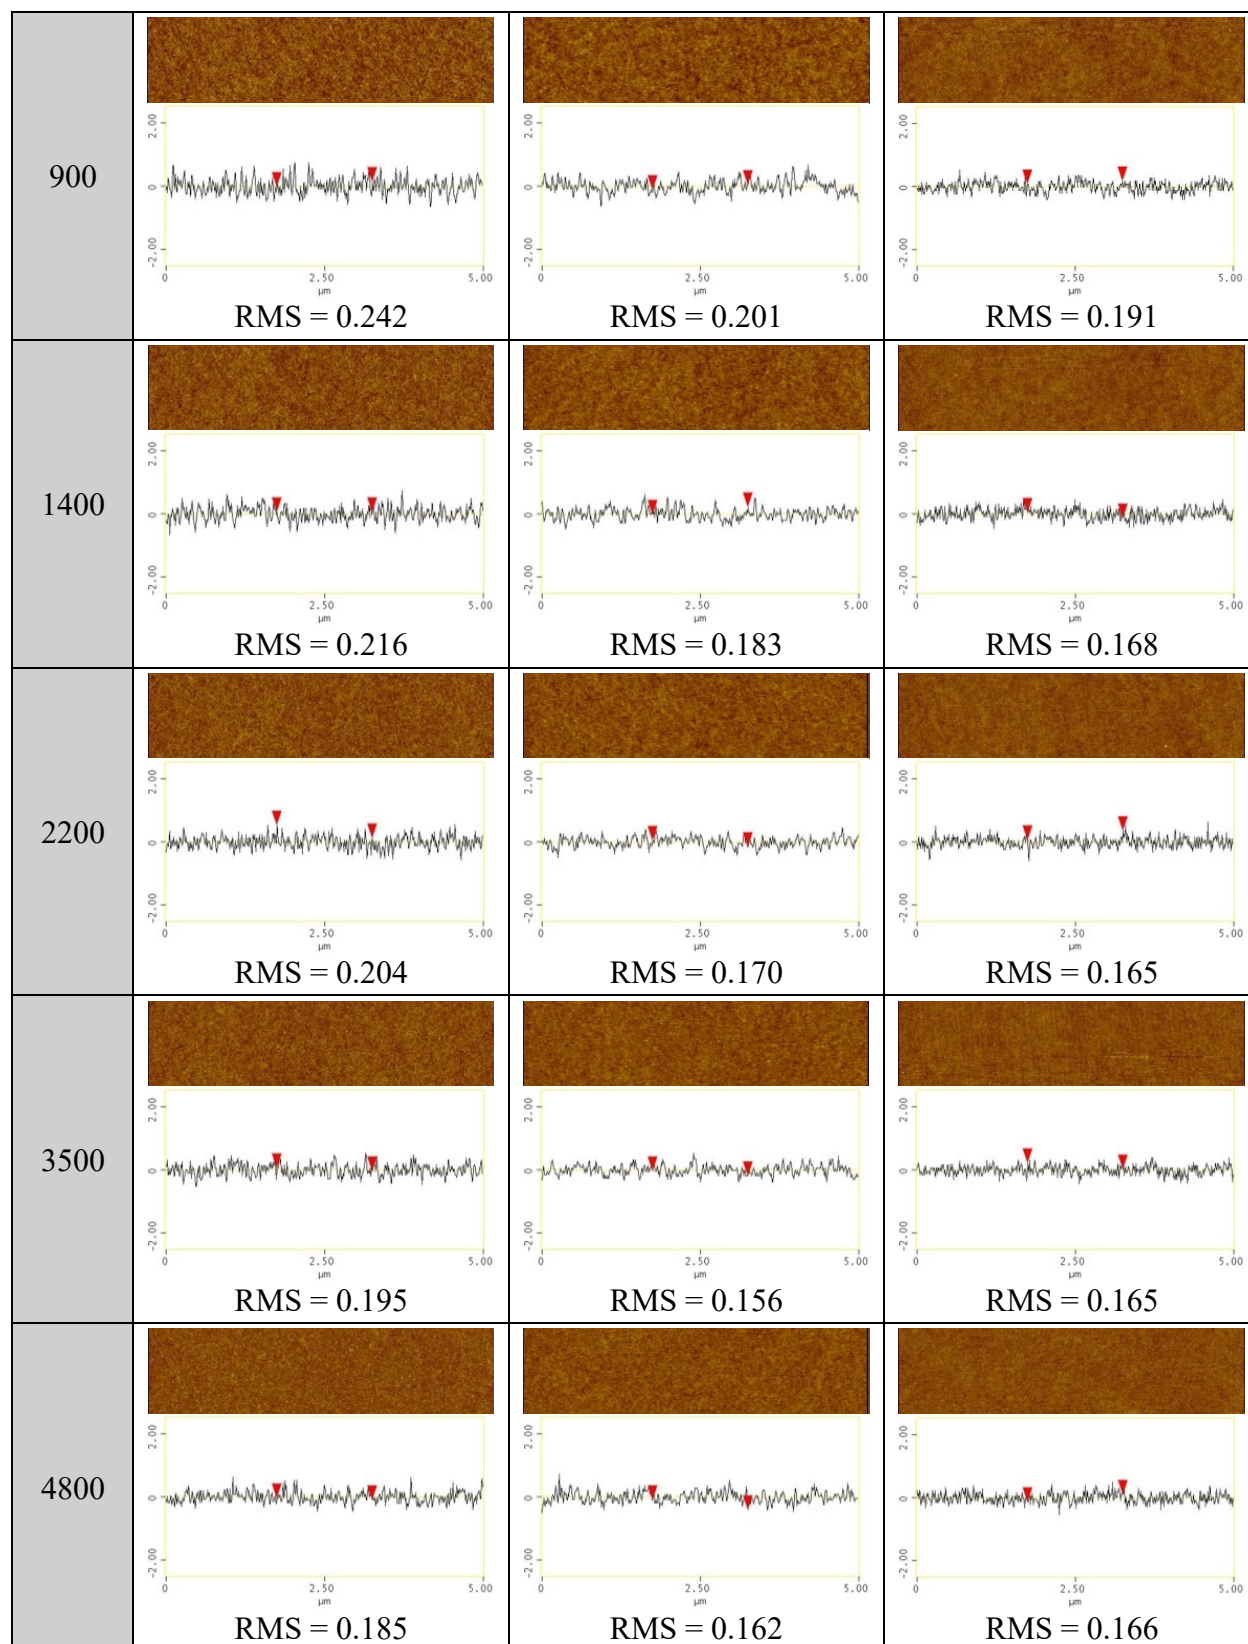 900
2.00
0
-2.00
0 2.50 5.00
µm
RMS = 0.242
2.00
0
-2.00
0 2.50 5.00
µm
RMS = 0.201
2.00
0
-2.00
0 2.50 5.00
µm
RMS = 0.191
1400
2.00
0
-2.00
0 2.50 5.00
µm
RMS = 0.216
2.00
0
-2.00
0 2.50 5.00
µm
RMS = 0.183
2.00
0
-2.00
0 2.50 5.00
µm
RMS = 0.168
2200
2.00
0
-2.00
0 2.50 5.00
µm
RMS = 0.204
2.00
0
-2.00
0 2.50 5.00
µm
RMS = 0.170
2.00
0
-2.00
0 2.50 5.00
µm
RMS = 0.165
3500
2.00
0
-2.00
0 2.50 5.00
µm
RMS = 0.195
2.00
0
-2.00
0 2.50 5.00
µm
RMS = 0.156
2.00
0
-2.00
0 2.50 5.00
µm
RMS = 0.165
4800
2.00
0
-2.00
0 2.50 5.00
µm
RMS = 0.185
2.00
0
-2.00
0 2.50 5.00
µm
RMS = 0.162
2.00
0
-2.00
0 2.50 5.00
µm
RMS = 0.166